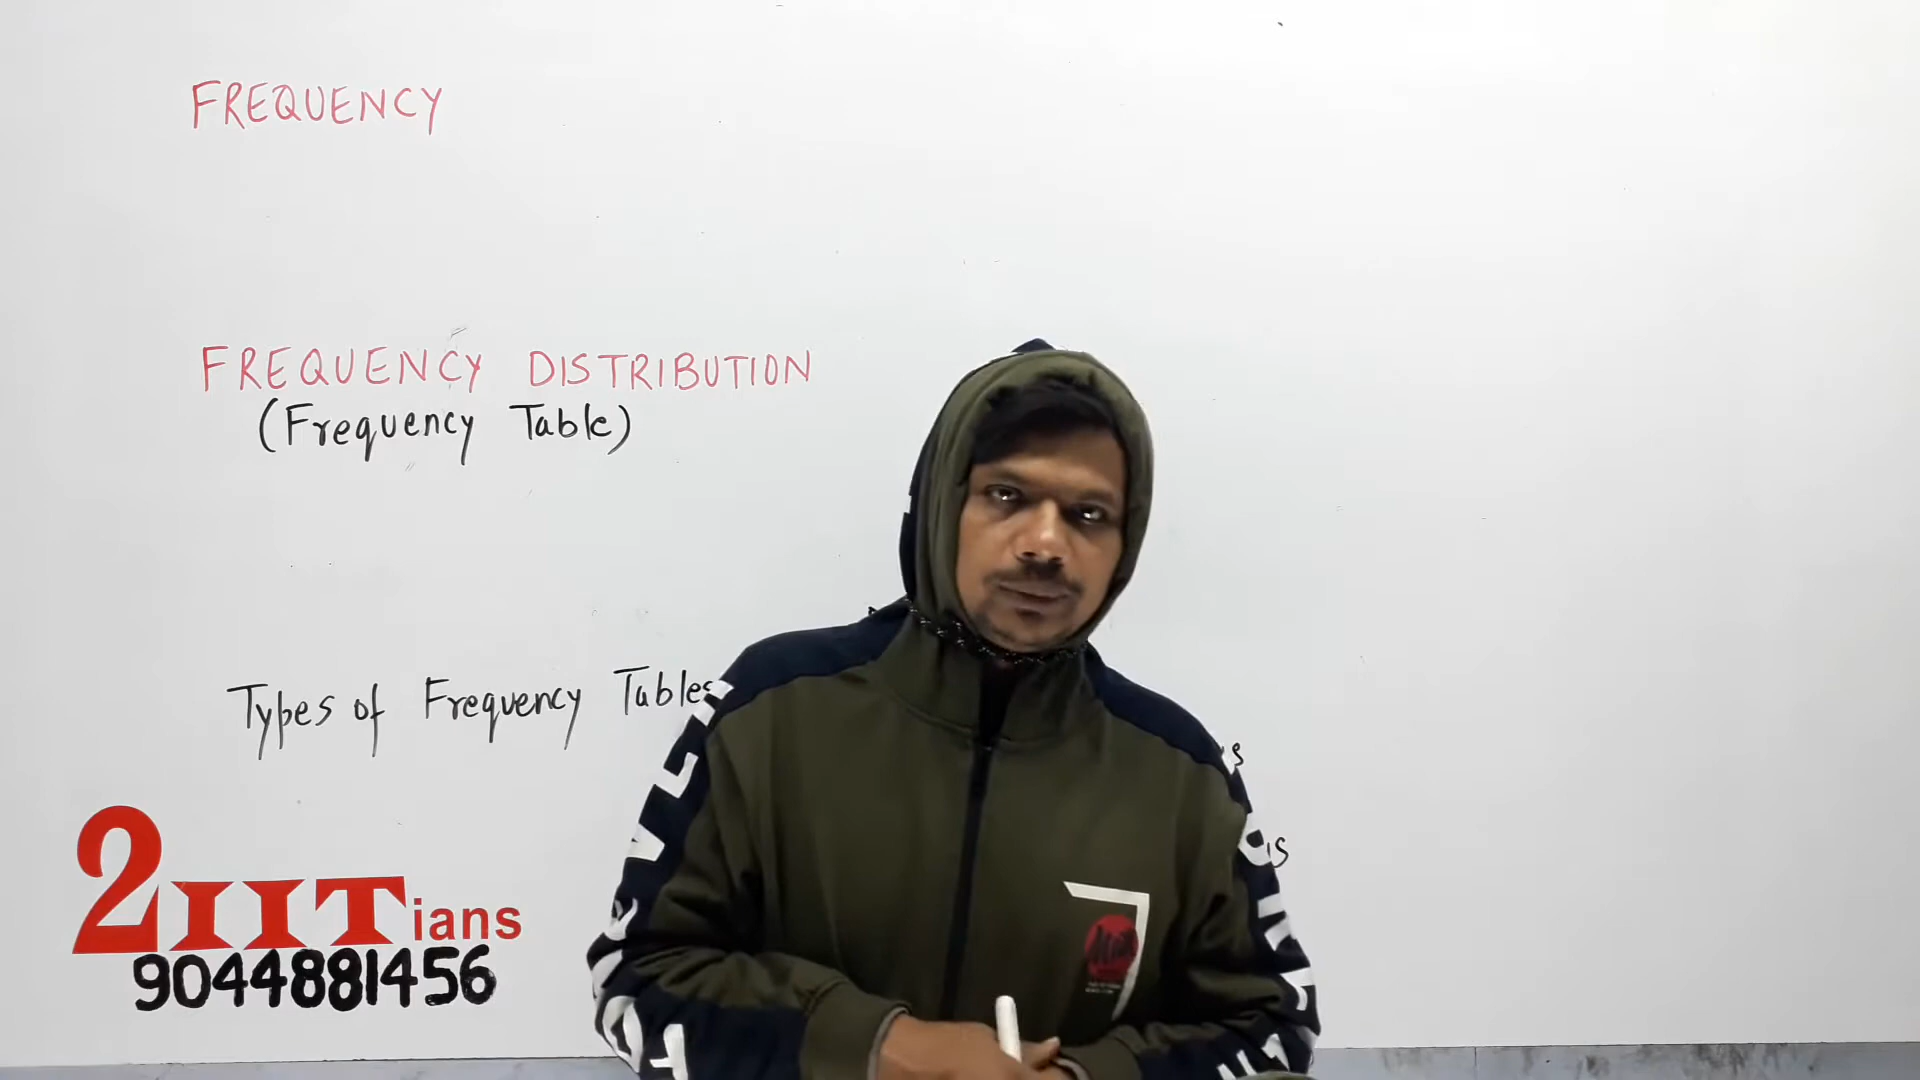 FREQUENCY
FREQUENCY DISTRIBUTION
(Frequency Table)
Types of Frequency Tables
2IITians
9044881456